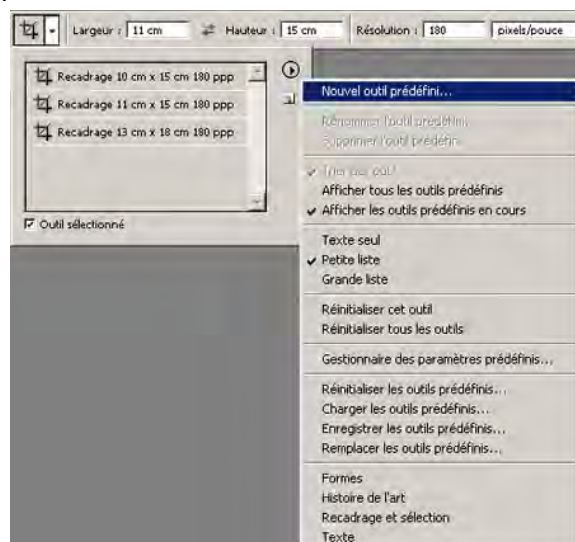 Largeur : 11 cm Hauteur : 15 cm Résolution : 180 pixels/pouce
Recadrage 10 cm x 15 cm 180 ppp
Recadrage 11 cm x 15 cm 180 ppp
Recadrage 13 cm x 18 cm 180 ppp
Outil sélectionné
Nouvel outil prédéfini...
Renommer l'outil prédéfini...
Supprimer l'outil prédéfini
Trier par outil
Afficher tous les outils prédéfinis
Afficher les outils prédéfinis en cours
Texte seul
Petite liste
Grande liste
Réinitialiser cet outil
Réinitialiser tous les outils
Gestionnaire des paramètres prédéfinis...
Réinitialiser les outils prédéfinis...
Charger les outils prédéfinis...
Enregistrer les outils prédéfinis...
Remplacer les outils prédéfinis...
Formes
Histoire de l'art
Recadrage et sélection
Texte